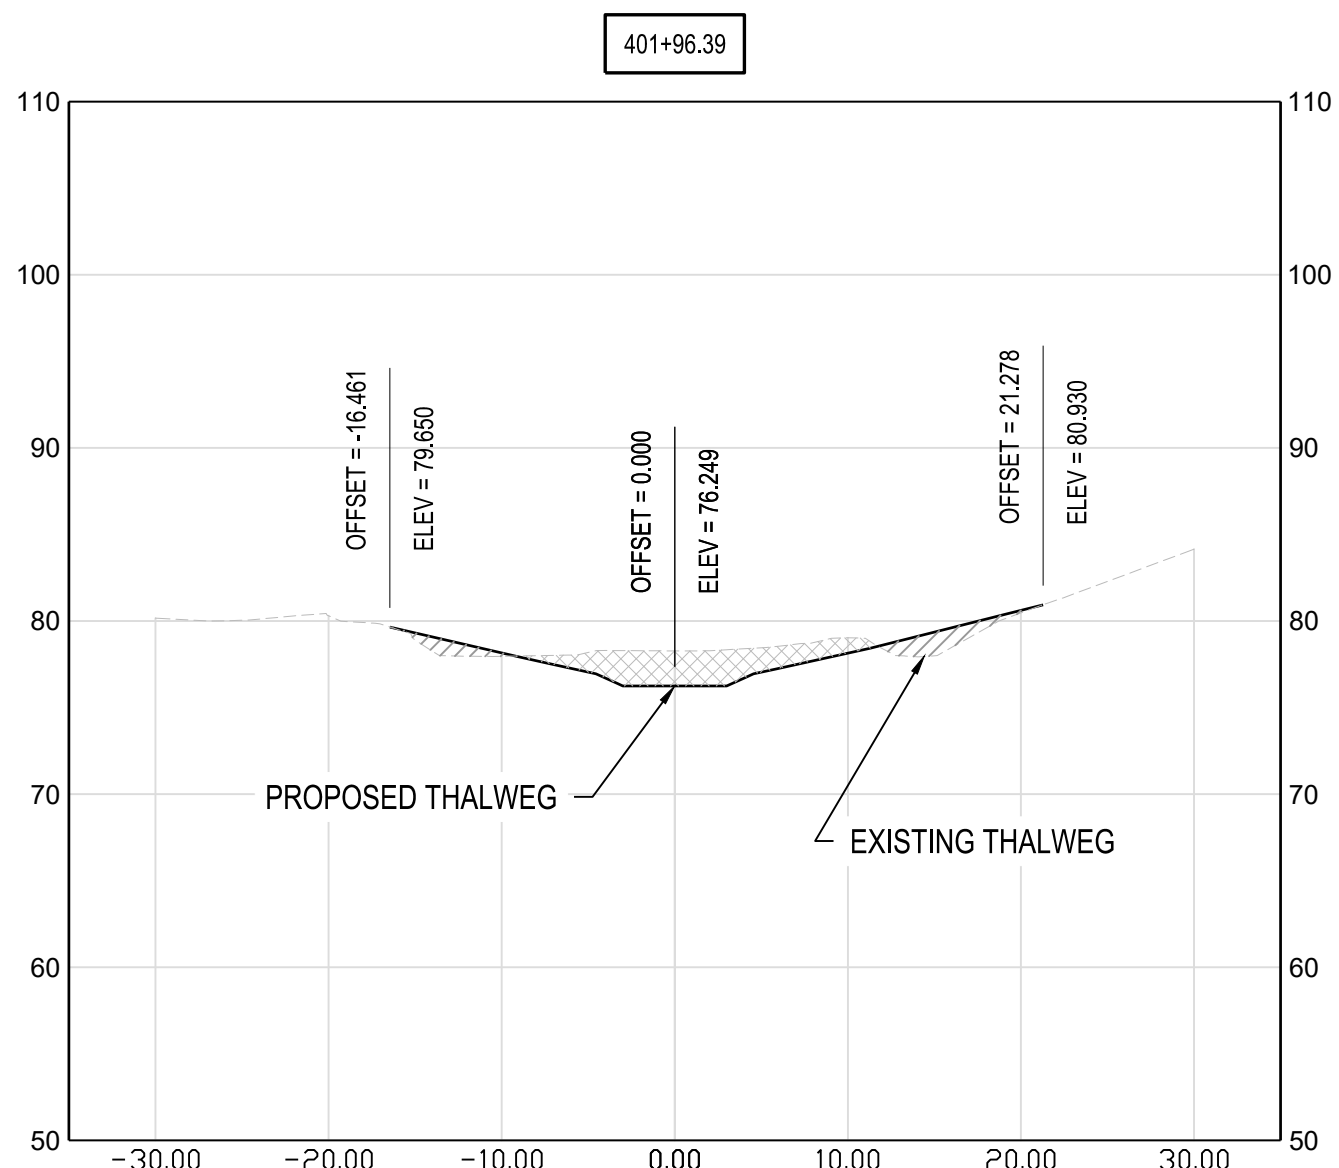 401+96.39
110
110
100
100
OFFSET = -16.461
ELEV = 79.650
OFFSET = 0.000
ELEV = 76.249
OFFSET = 21.278
ELEV = 80.930
90
90
80
80
PROPOSED THALWEG
70
70
EXISTING THALWEG
60
60
50
50
-30.00
-20.00
-10.00
0.00
10.00
20.00
30.00